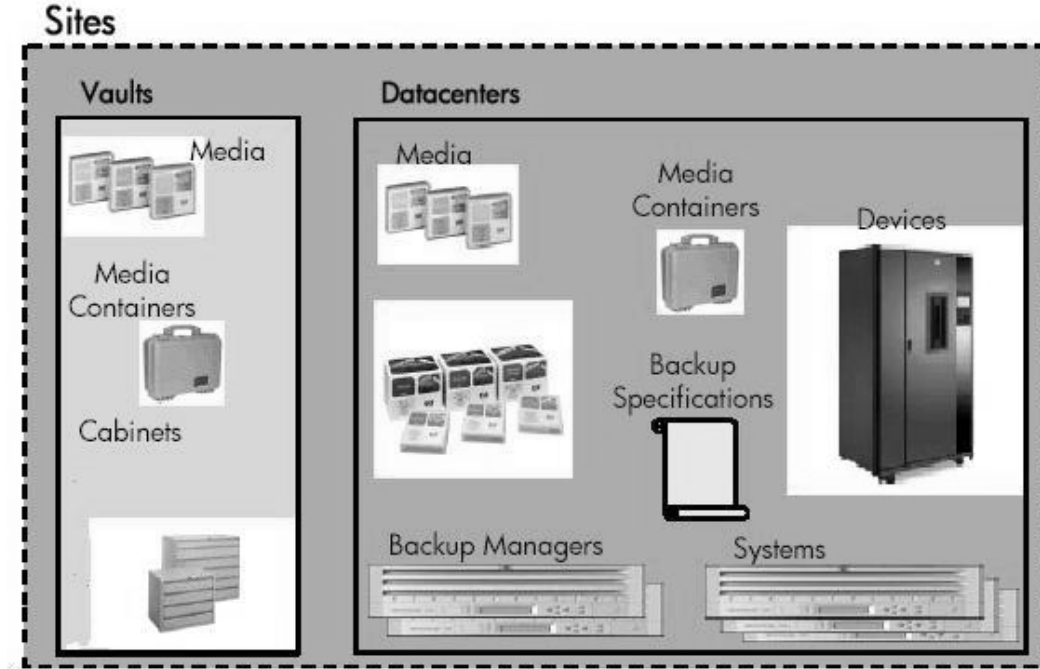 Sites
Vaults
Datacenters
Media
Media
Containers
Cabinets
Media
Media
Containers
Devices
Backup
Specifications
Backup Managers
Systems